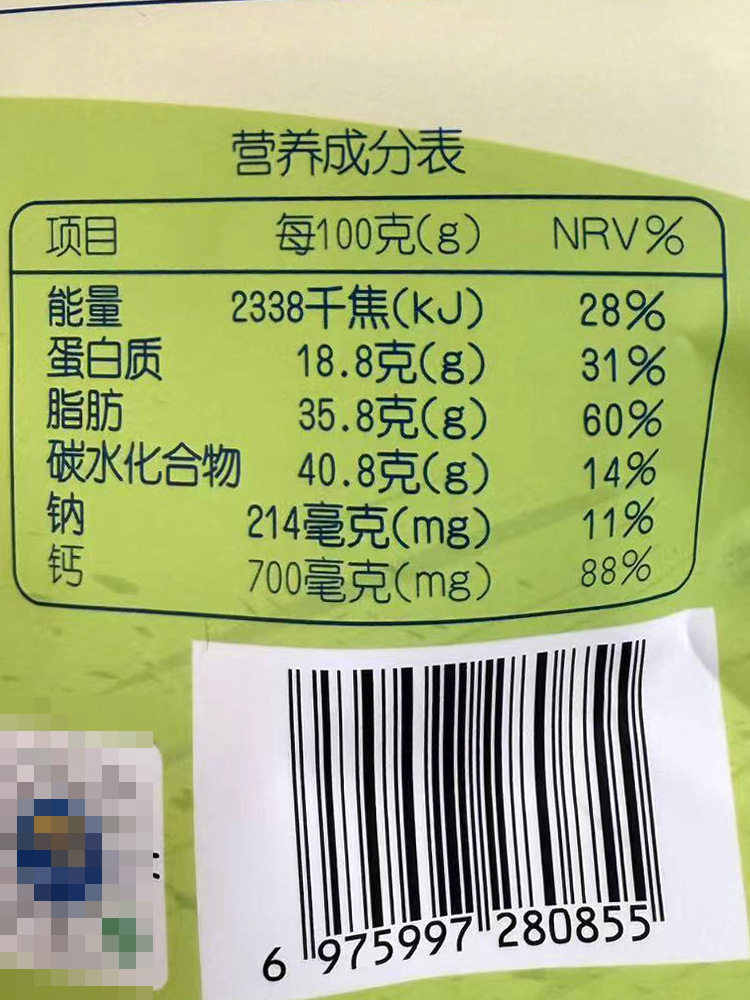 营养成分表
项目 每100克(g) NRV%
能量 2338千焦(kJ) 28%
蛋白质 18.8克(g) 31%
脂肪 35.8克(g) 60%
碳水化合物 40.8克(g) 14%
钠 214毫克(mg) 11%
钙 700毫克(mg) 88%
6 975997 280855